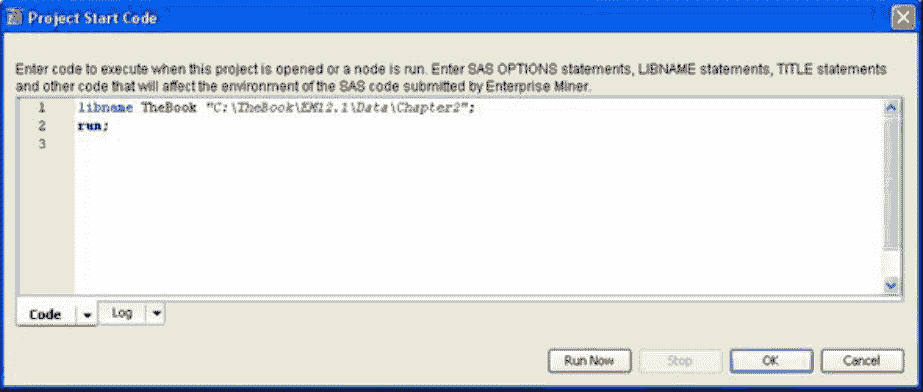 Project Start Code
Enter code to execute when this project is opened or a node is run. Enter SAS OPTIONS statements, LIBNAME statements, TITLE statements
and other code that will affect the environment of the SAS code submitted by Enterprise Miner.
1 libname TheBook "C:\TheBook\EM12.1\Data\Chapter2";
2 run;
3
Code Log
Run Now Stop OK Cancel